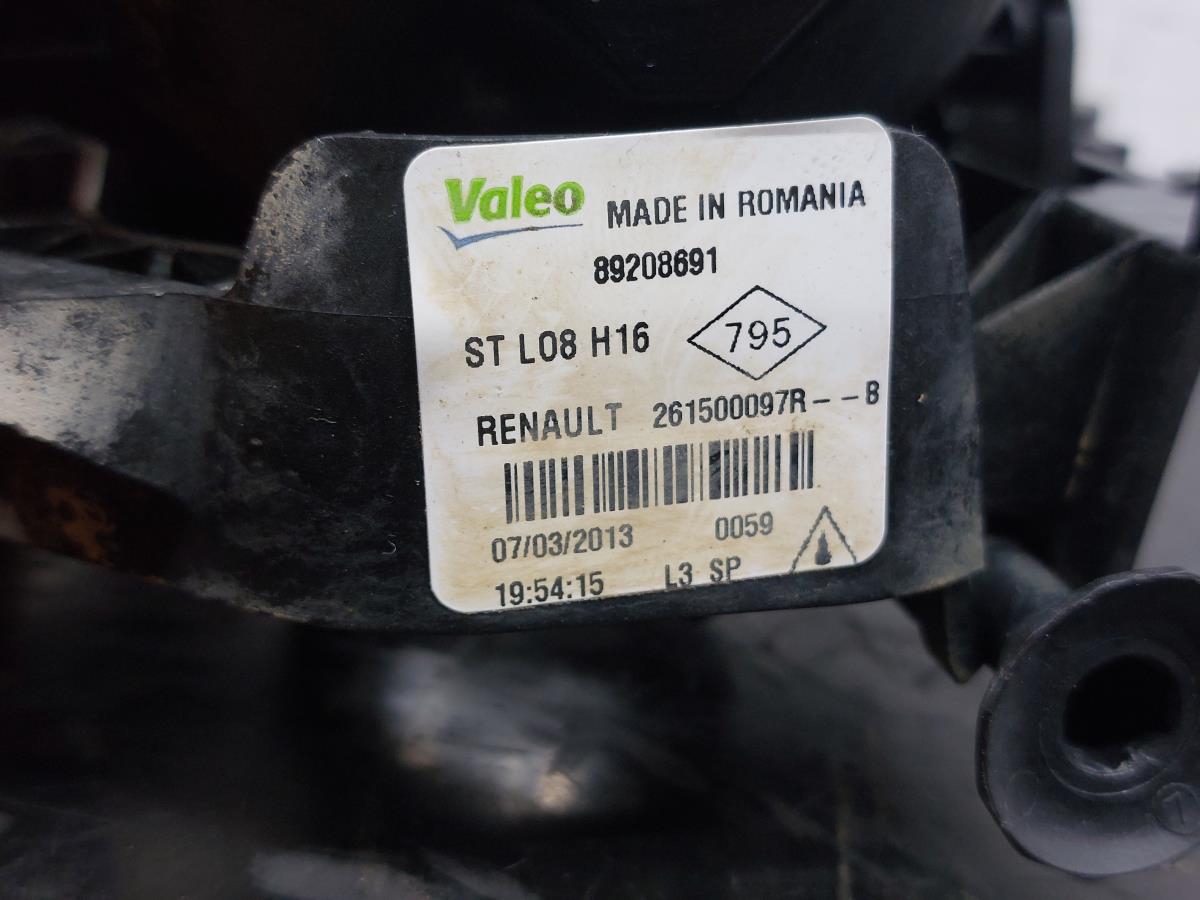 Valeo MADE IN ROMANIA
89208691
ST L08 H16 795
RENAULT 261500097R--B
07/03/2013 0059
19:54:15 L3 SP